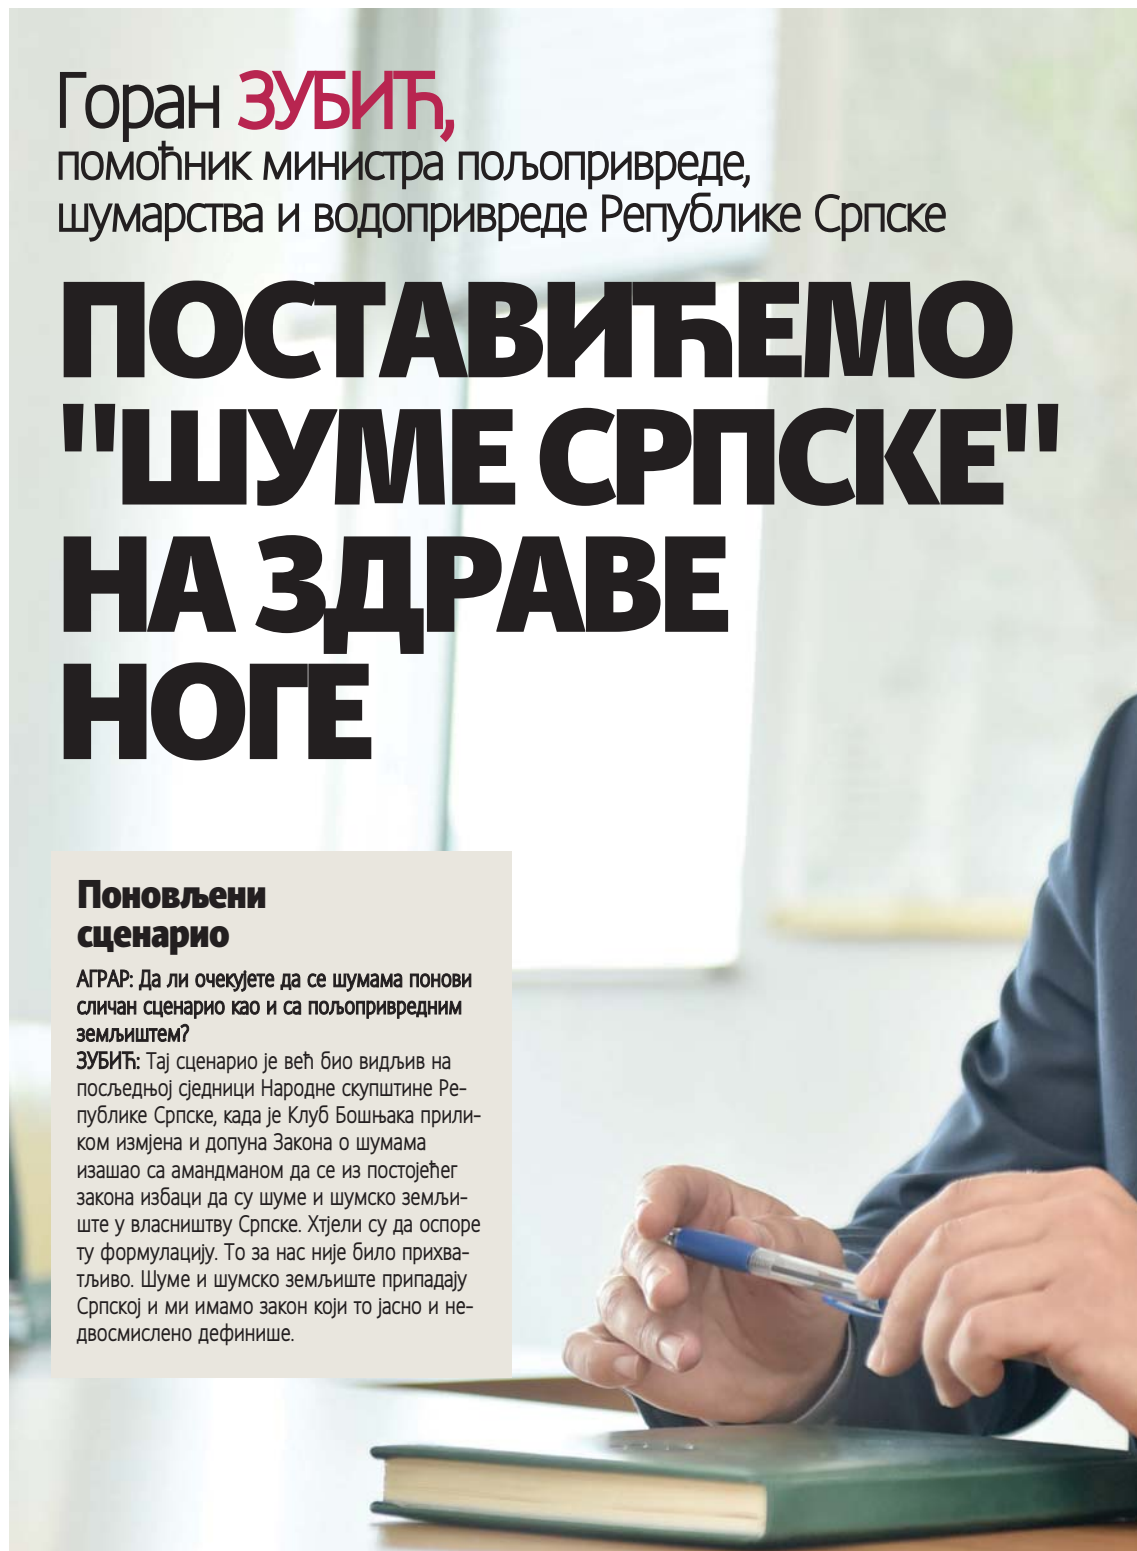 Горан ЗУБИЋ,
помоћник министра пољопривреде,
шумарства и водопривреде Републике Српске
ПОСТАВИЋЕМО
"ШУМЕ СРПСКЕ"
НА ЗДРАВЕ
НОГЕ
Поновљени
сценарио
АГРАР: Да ли очекујете да се шумама понови
сличан сценарио као и са пољопривредним
земљиштем?
ЗУБИЋ: Тај сценарио је већ био видљив на
посљедњој сједници Народне скупштине Ре-
публике Српске, када је Клуб Бошњака прили-
ком измјена и допуна Закона о шумама
изашао са амандманом да се из постојећег
закона избаци да су шуме и шумско земљи-
ште у власништву Српске. Хтјели су да оспоре
ту формулацију. То за нас није било прихва-
тљиво. Шуме и шумско земљиште припадају
Српској и ми имамо закон који то јасно и не-
двосмислено дефинише.